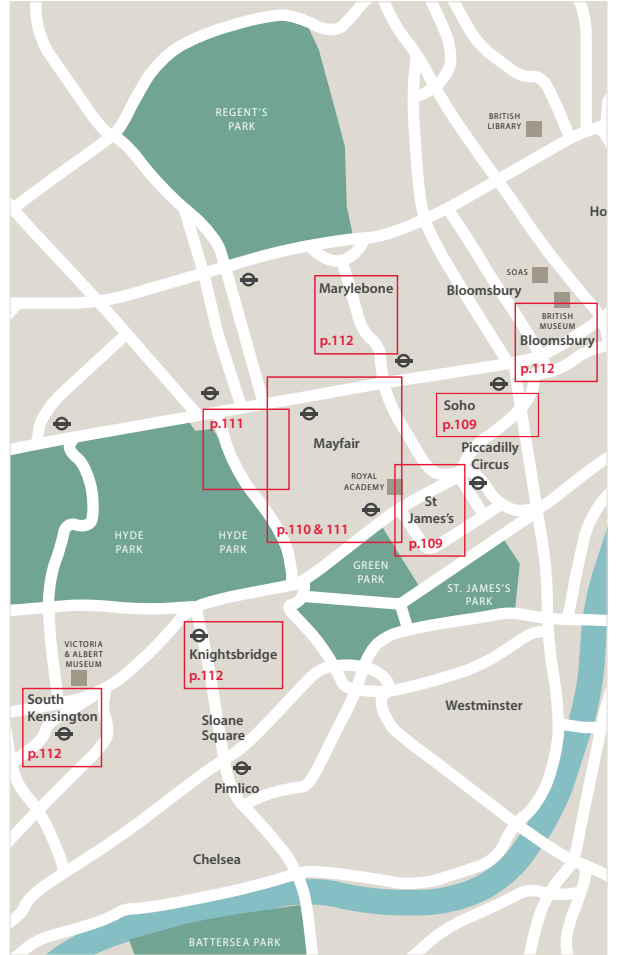 REGENT'S
PARK
BRITISH
LIBRARY
Ho
SOAS
Marylebone
Bloomsbury
BRITISH
MUSEUM
p.112
Bloomsbury
p.112
Soho
p.111
p.109
Mayfair
Piccadilly
Circus
ROYAL
ACADEMY
St
James's
p.110 & 111
p.109
HYDE
PARK
HYDE
PARK
GREEN
PARK
ST. JAMES'S
PARK
VICTORIA
& ALBERT
MUSEUM
Knightsbridge
p.112
South
Kensington
p.112
Westminster
Sloane
Square
Pimlico
Chelsea
BATTERSEA PARK